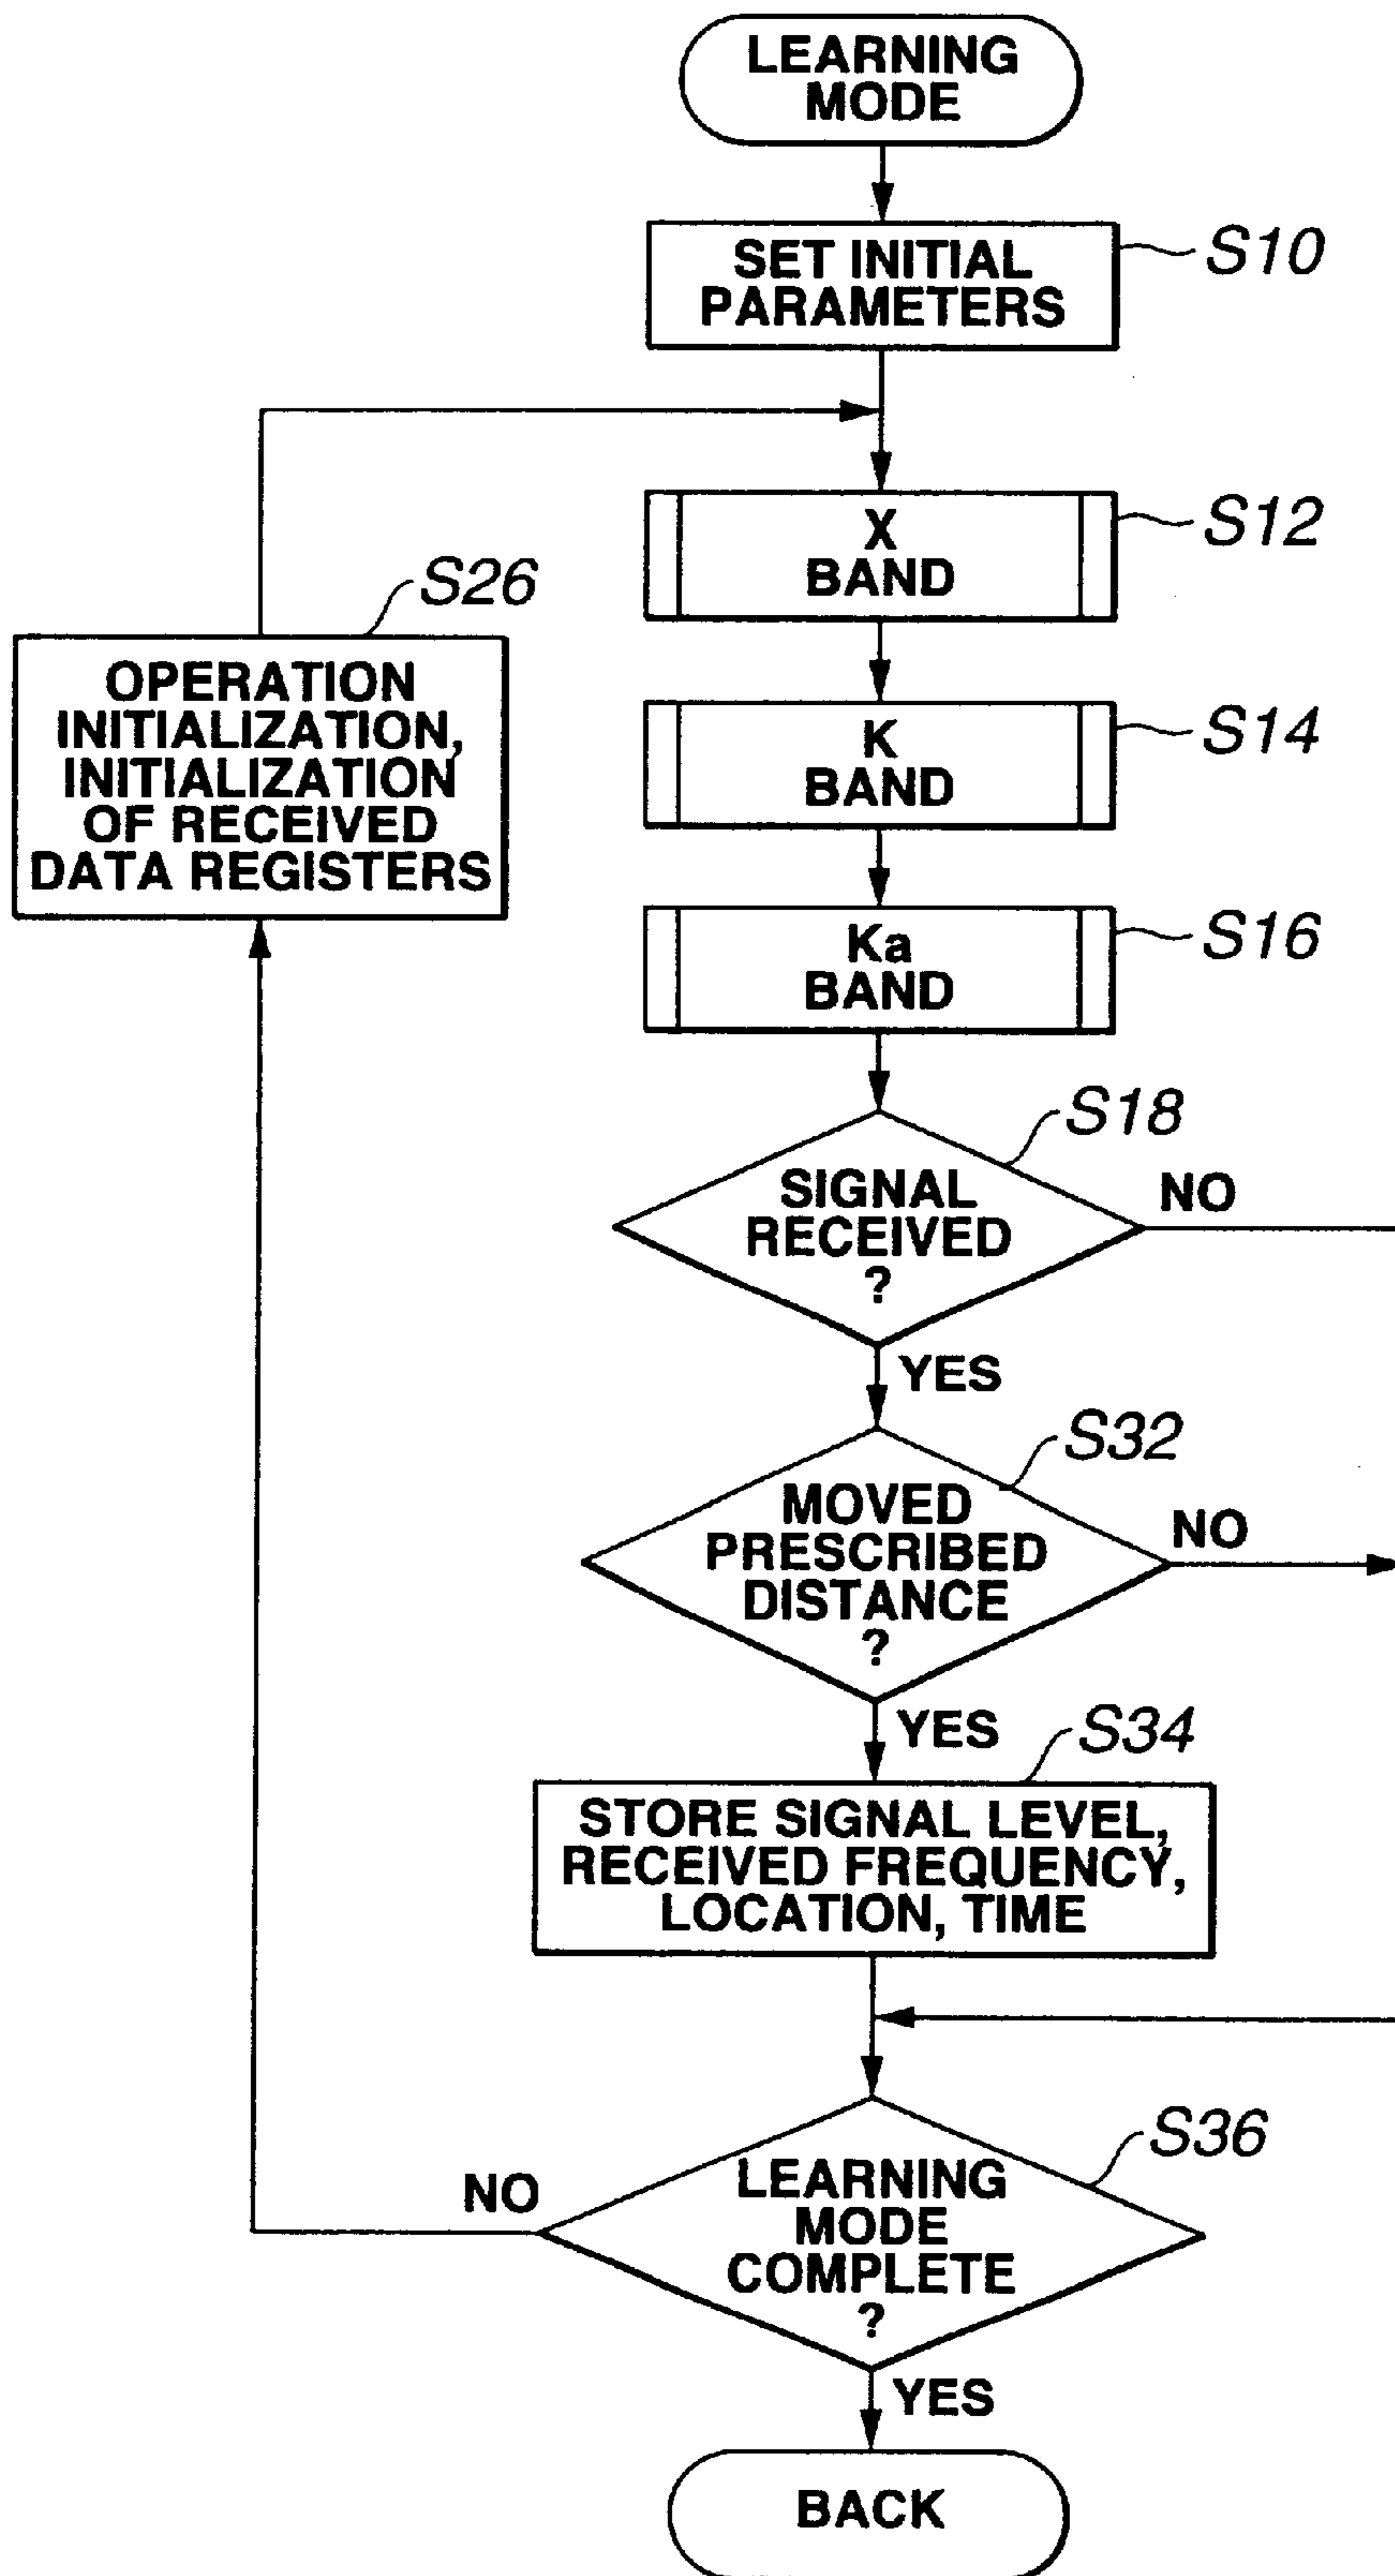 LEARNING
MODE
SET INITIAL
PARAMETERS
S10
X
BAND
S12
S26
OPERATION
INITIALIZATION,
INITIALIZATION
OF RECEIVED
DATA REGISTERS
K
BAND
S14
Ka
BAND
S16
S18
SIGNAL
RECEIVED
?
NO
YES
S32
MOVED
PRESCRIBED
DISTANCE
?
NO
YES
S34
STORE SIGNAL LEVEL,
RECEIVED FREQUENCY,
LOCATION, TIME
S36
LEARNING
MODE
COMPLETE
?
NO
YES
BACK